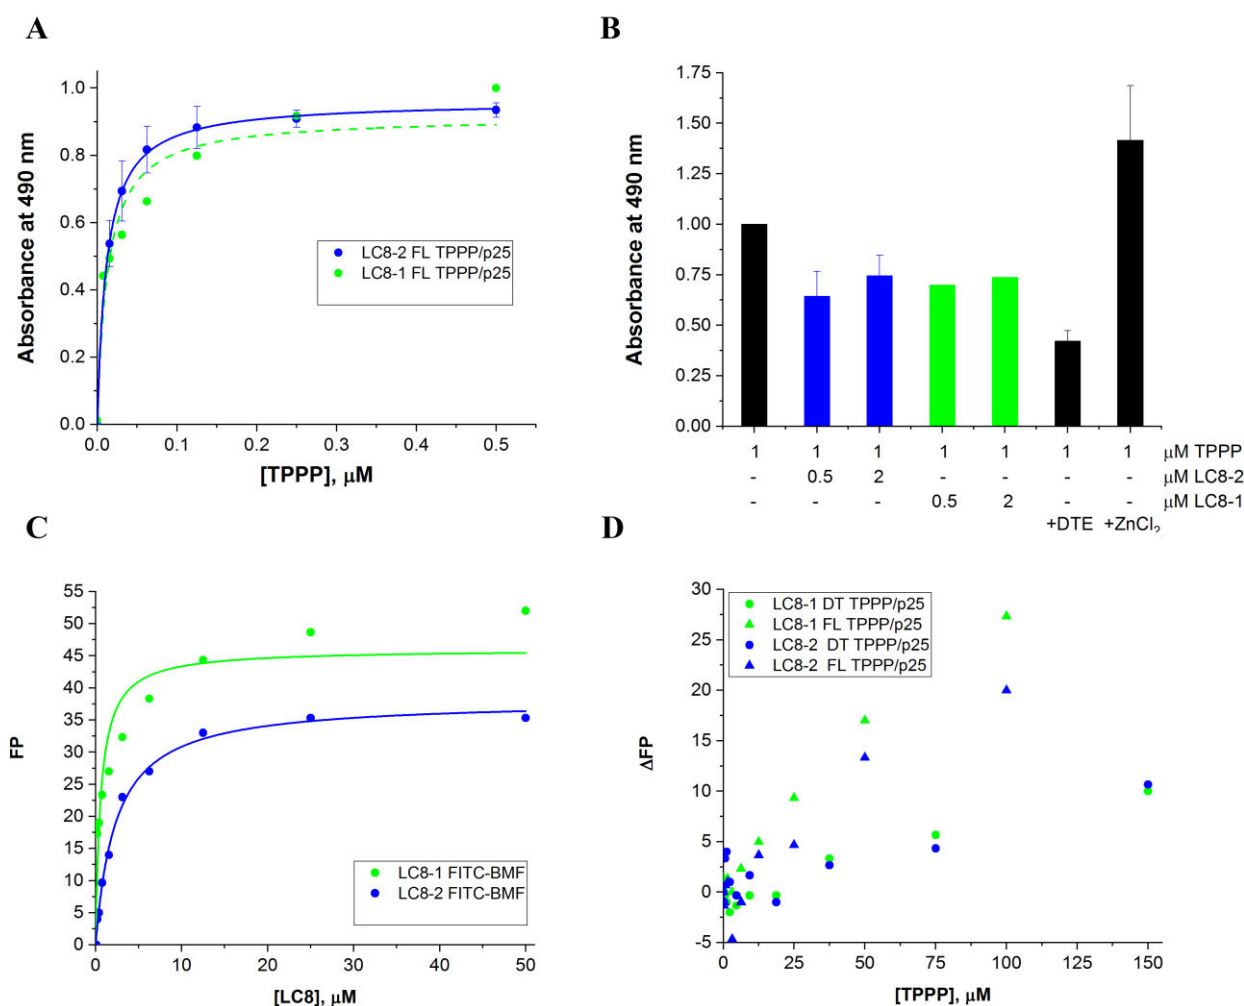 A
Absorbance at 490 nm
1.0
0.8
0.6
0.4
0.2
0.0
LC8-2 FL TPPP/p25
LC8-1 FL TPPP/p25
0.0 0.1 0.2 0.3 0.4 0.5
[TPPP], μM
B
Absorbance at 490 nm
1.75
1.50
1.25
1.00
0.75
0.50
0.25
0.00
1 1 1 1 1 1 1 μM TPPP
- 0.5 2 - - - - μM LC8-2
- - - 0.5 2 - - μM LC8-1
+DTE +ZnCl₂
C
FP
55
50
45
40
35
30
25
20
15
10
5
0
LC8-1 FITC-BMF
LC8-2 FITC-BMF
0 10 20 30 40 50
[LC8], μM
D
ΔFP
30
25
20
15
10
5
0
-5
LC8-1 DT TPPP/p25
LC8-1 FL TPPP/p25
LC8-2 DT TPPP/p25
LC8-2 FL TPPP/p25
0 25 50 75 100 125 150
[TPPP], μM